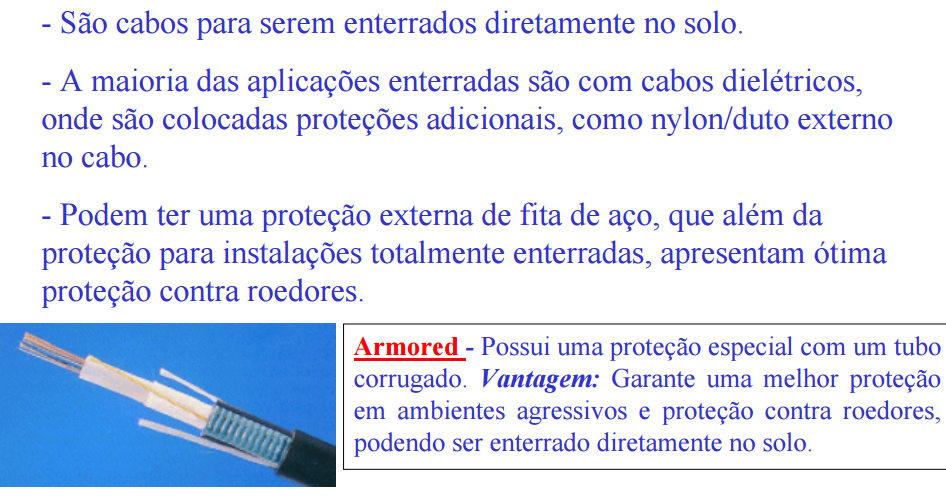 - São cabos para serem enterrados diretamente no solo.
- A maioria das aplicações enterradas são com cabos dielétricos,
onde são colocadas proteções adicionais, como nylon/duto externo
no cabo.
- Podem ter uma proteção externa de fita de aço, que além da
proteção para instalações totalmente enterradas, apresentam ótima
proteção contra roedores.
Armored - Possui uma proteção especial com um tubo
corrugado. Vantagem: Garante uma melhor proteção
em ambientes agressivos e proteção contra roedores,
podendo ser enterrado diretamente no solo.